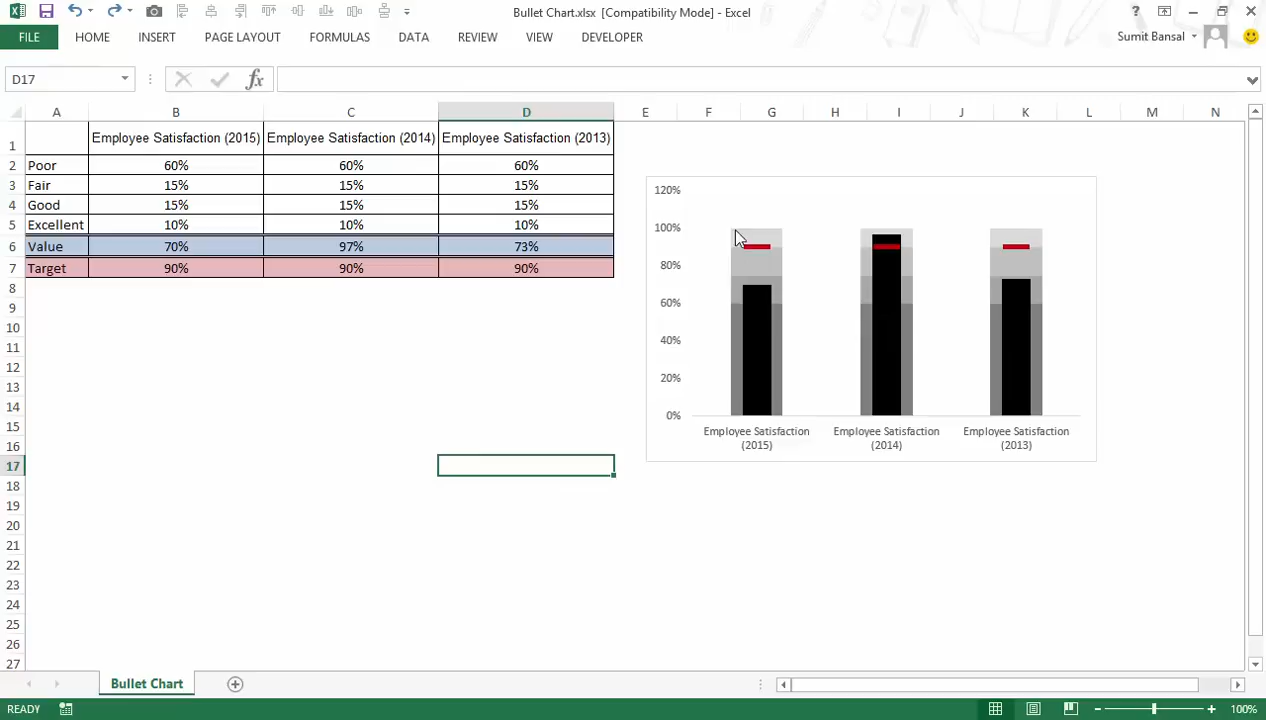 Bullet Chart.xlsx [Compatibility Mode] - Excel
?
FILE HOME INSERT PAGE LAYOUT FORMULAS DATA REVIEW VIEW DEVELOPER Sumit Bansal
D17 fx
A B C D E F G H I J K L M N
1 Employee Satisfaction (2015) Employee Satisfaction (2014) Employee Satisfaction (2013)
2 Poor 60% 60% 60%
3 Fair 15% 15% 15%
4 Good 15% 15% 15%
5 Excellent 10% 10% 10%
6 Value 70% 97% 73%
7 Target 90% 90% 90%
8
9
10
11
12
13
14
15
16
17
18
19
20
21
22
23
24
25
26
27
120%
100%
80%
60%
40%
20%
0%
Employee Satisfaction
(2015)
Employee Satisfaction
(2014)
Employee Satisfaction
(2013)
Bullet Chart
READY 100%